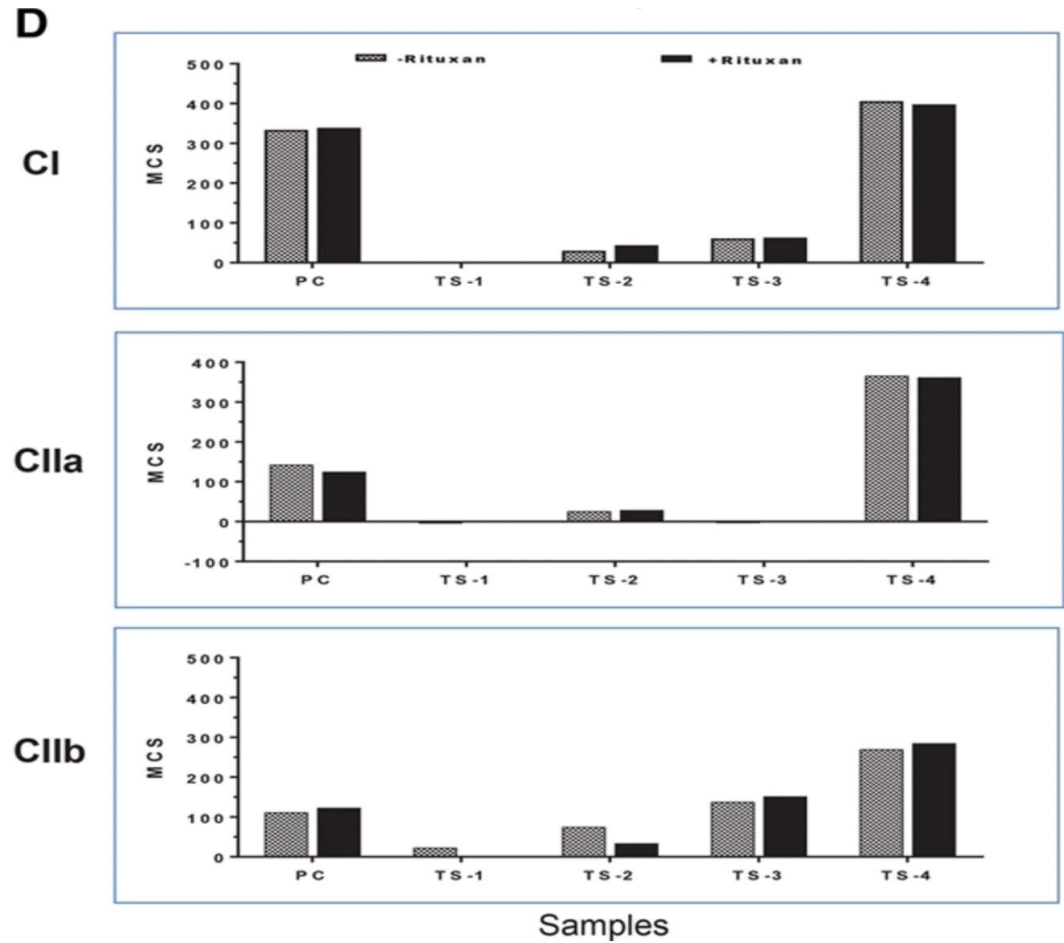 D
-Rituxan +Rituxan
CI
MCS
500
400
300
200
100
0
PC TS-1 TS-2 TS-3 TS-4
CIIa
MCS
400
300
200
100
0
-100
PC TS-1 TS-2 TS-3 TS-4
CIIb
MCS
500
400
300
200
100
0
PC TS-1 TS-2 TS-3 TS-4
Samples